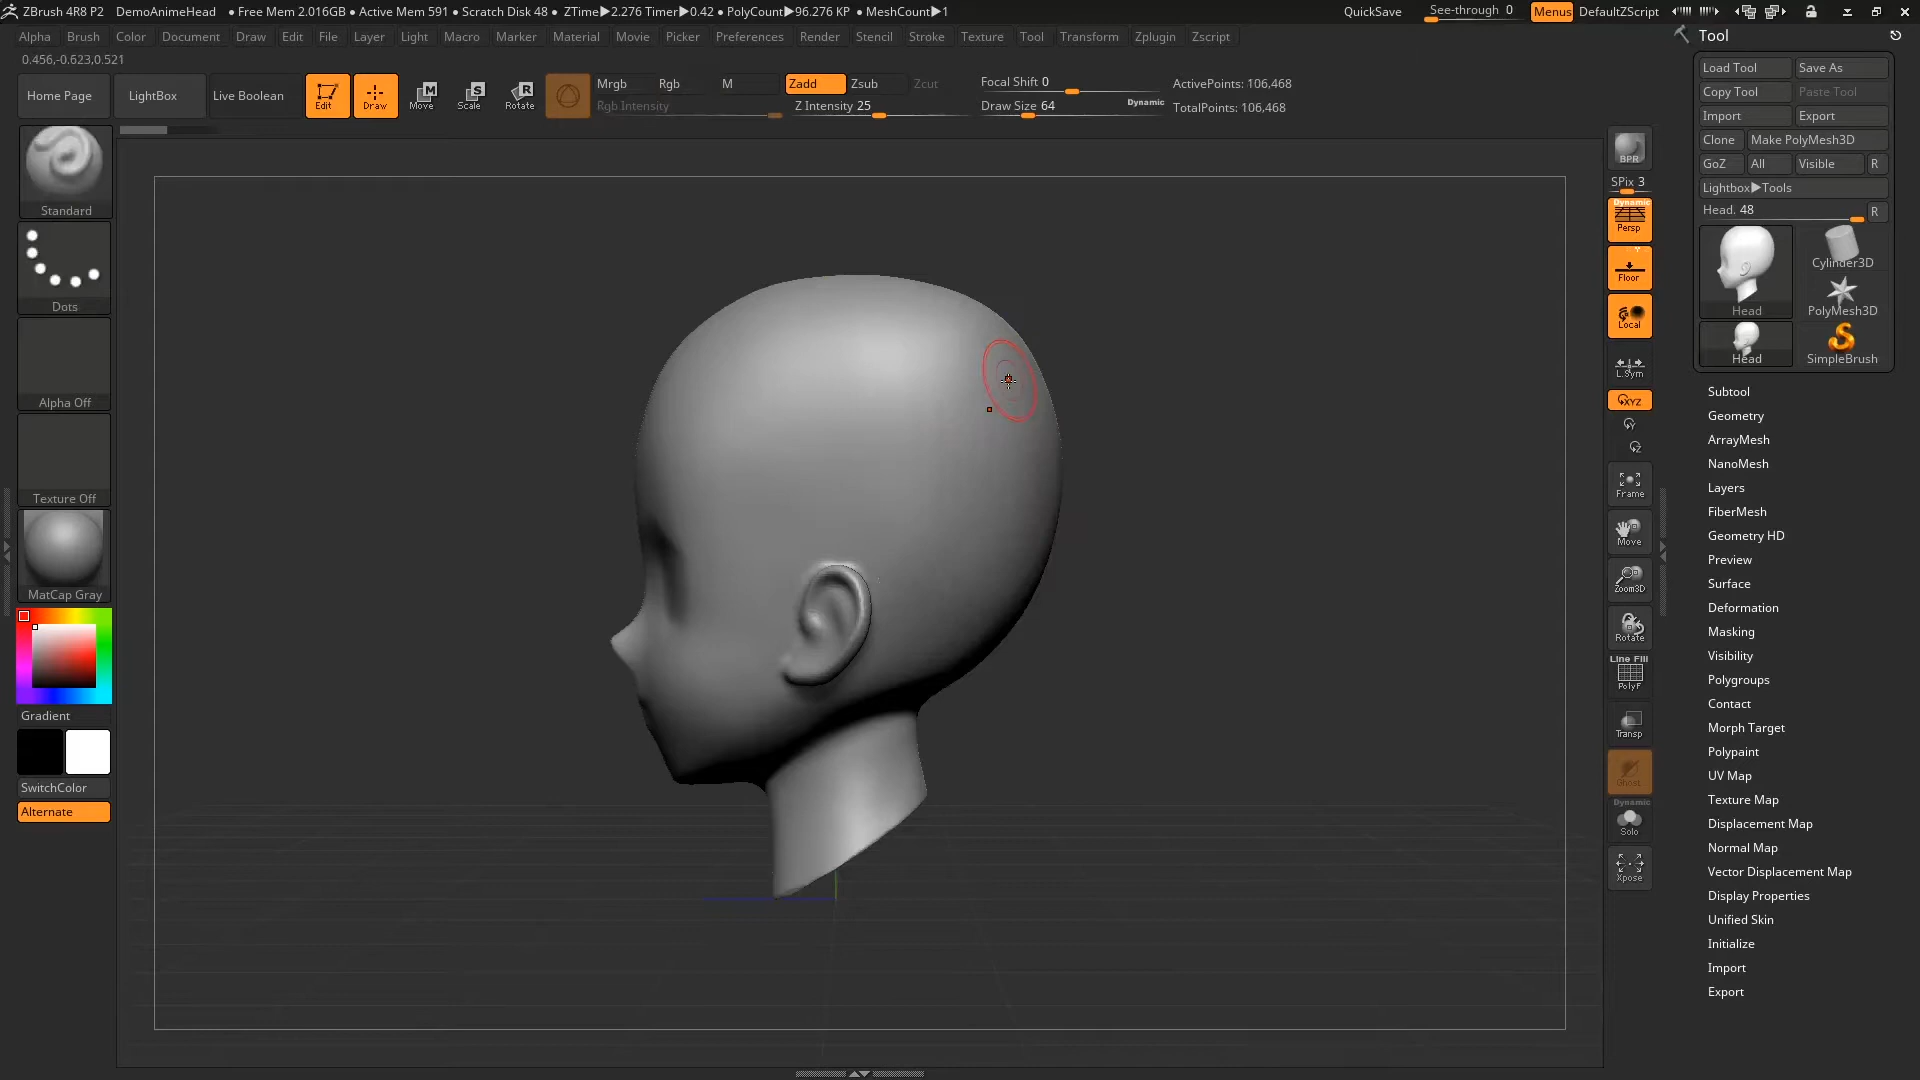 ZBrush 4R8 P2 DemoAnimeHead ● Free Mem 2.016GB ● Active Mem 591 ● Scratch Disk 48 ● ZTime▶2.276 Timer▶0.42 ● PolyCount▶96.276 KP ● MeshCount▶1 QuickSave See-through 0 Menus DefaultZScript
Alpha Brush Color Document Draw Edit File Layer Light Macro Marker Material Movie Picker Preferences Render Stencil Stroke Texture Tool Transform Zplugin Zscript
0.456,-0.623,0.521
Home Page LightBox Live Boolean Edit Draw Move Scale Rotate
M S R
Mrgb Rgb M Zadd Zsub Zcut
Rgb Intensity Z Intensity 25
Focal Shift 0
Draw Size 64 Dynamic
ActivePoints: 106,468
TotalPoints: 106,468
Standard
Dots
Alpha Off
Texture Off
MatCap Gray
Gradient
SwitchColor
Alternate
BPR
SPix 3
Dynamic
Persp
Floor
Local
L.Sym
XYZ
Y
Z
Frame
Move
Zoom3D
Rotate
Line Fill
PolyF
Transp
Ghost
Dynamic
Solo
Xpose
Tool
Load Tool Save As
Copy Tool Paste Tool
Import Export
Clone Make PolyMesh3D
GoZ All Visible R
Lightbox▶Tools
Head. 48 R
Head Cylinder3D
PolyMesh3D
Head SimpleBrush
Subtool
Geometry
ArrayMesh
NanoMesh
Layers
FiberMesh
Geometry HD
Preview
Surface
Deformation
Masking
Visibility
Polygroups
Contact
Morph Target
Polypaint
UV Map
Texture Map
Displacement Map
Normal Map
Vector Displacement Map
Display Properties
Unified Skin
Initialize
Import
Export